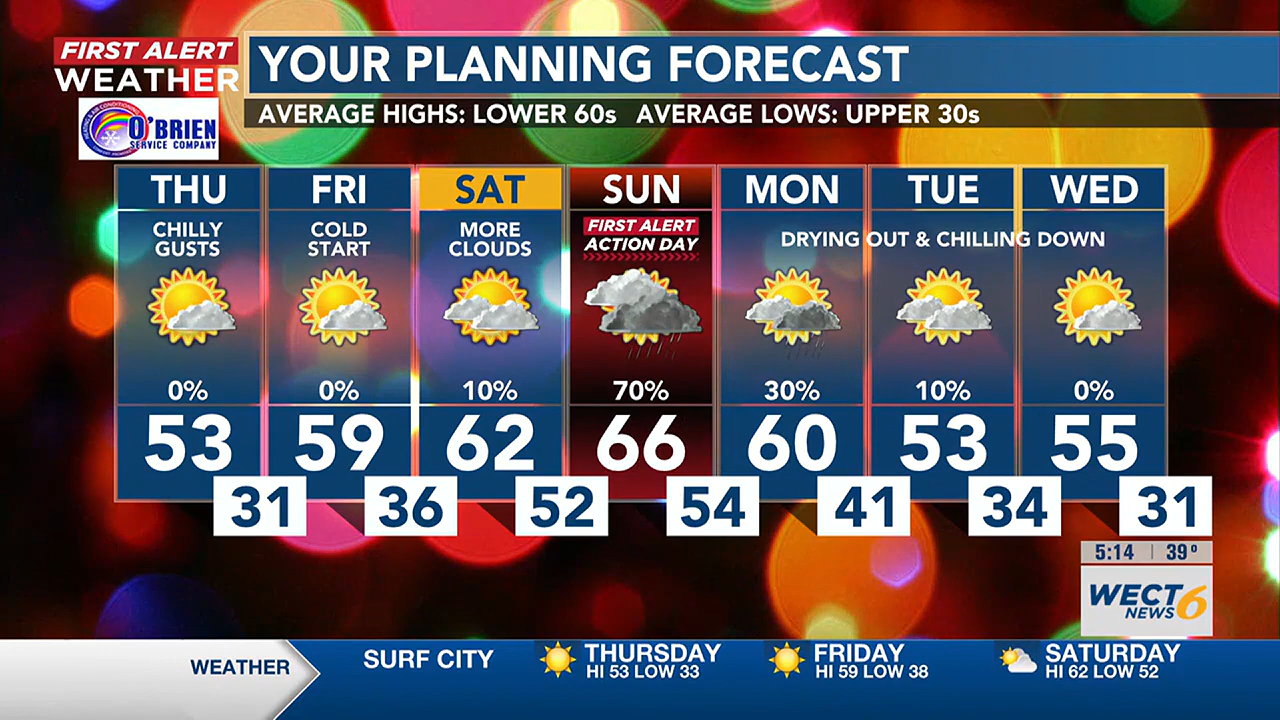 FIRST ALERT
WEATHER
YOUR PLANNING FORECAST
AVERAGE HIGHS: LOWER 60s AVERAGE LOWS: UPPER 30s
O'BRIEN
SERVICE COMPANY
THU FRI SAT SUN MON TUE WED
CHILLY
GUSTS
COLD
START
MORE
CLOUDS
FIRST ALERT
ACTION DAY
DRYING OUT & CHILLING DOWN
0% 0% 10% 70% 30% 10% 0%
53 59 62 66 60 53 55
31 36 52 54 41 34 31
5:14 | 39º
WECT 6
NEWS
WEATHER
SURF CITY
THURSDAY
HI 53 LOW 33
FRIDAY
HI 59 LOW 38
SATURDAY
HI 62 LOW 52